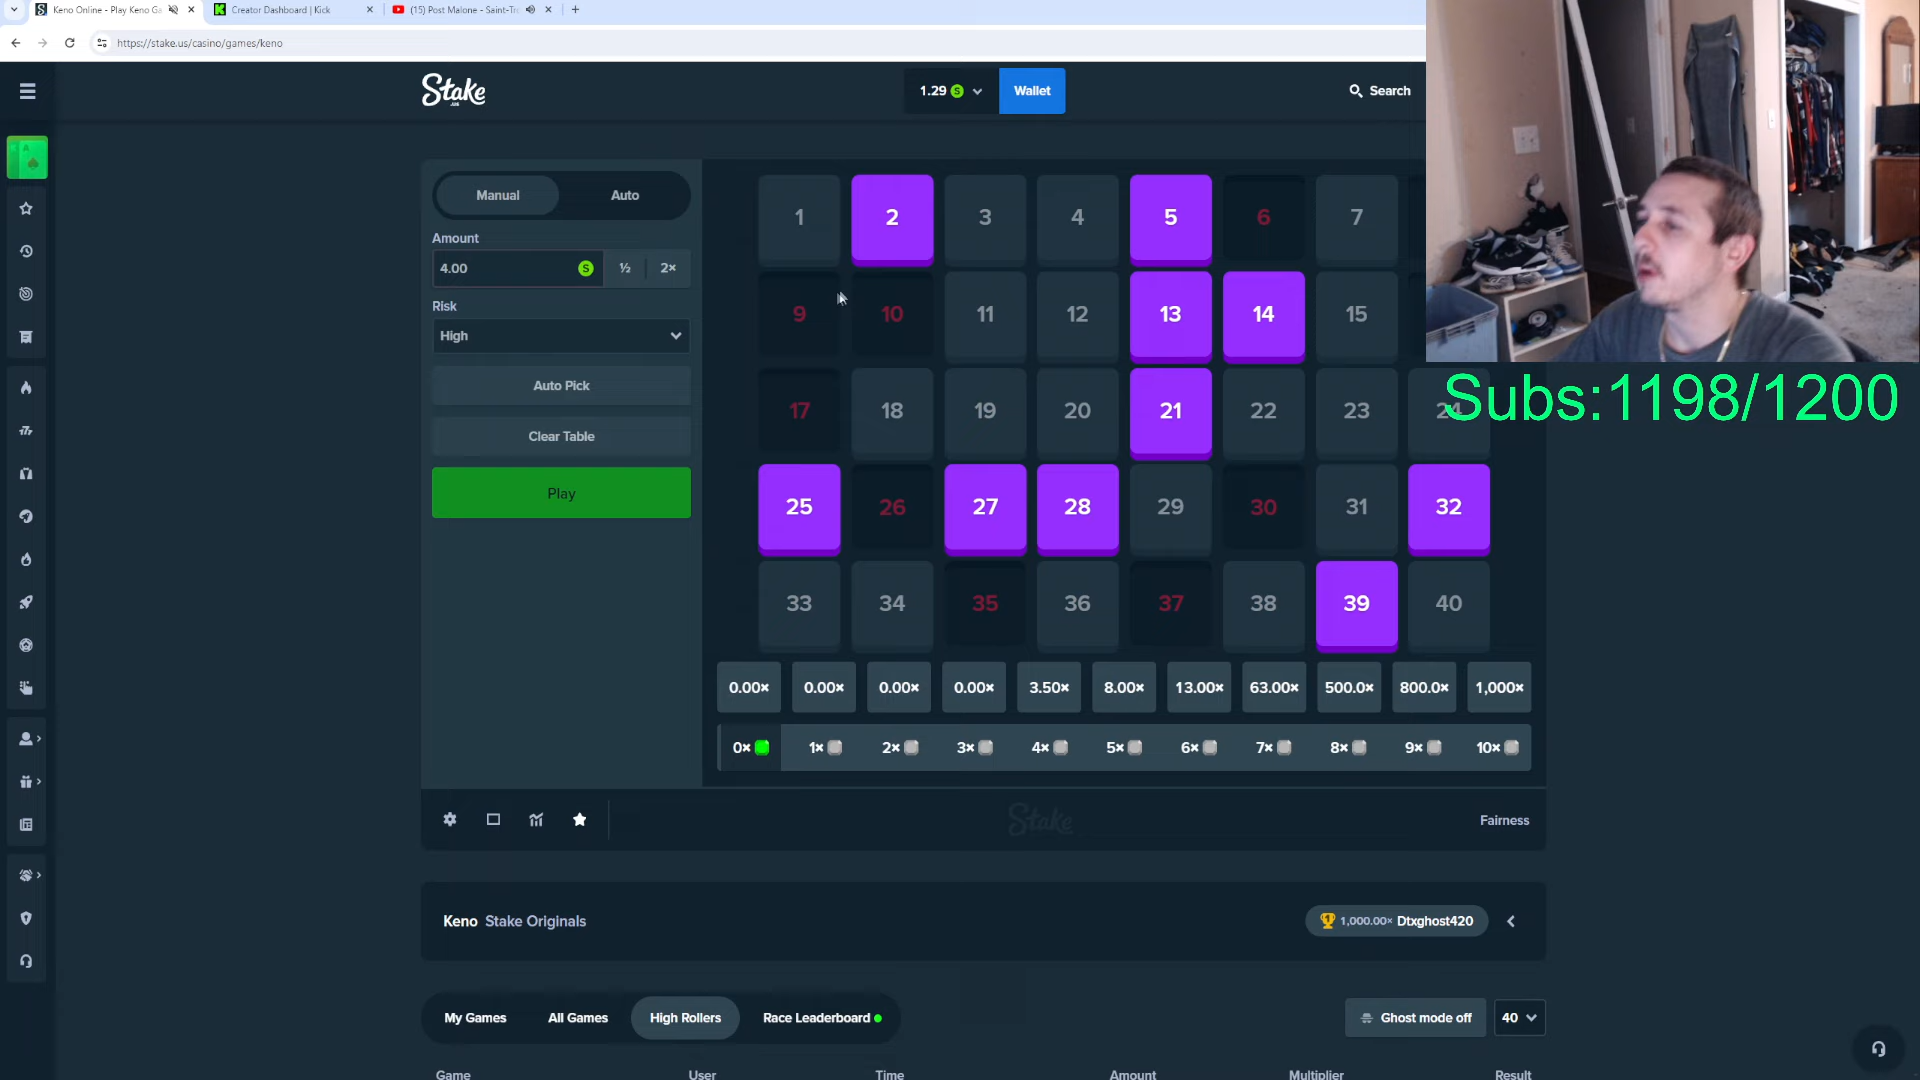 Keno Online - Play Keno Ga
Creator Dashboard | Kick
(15) Post Malone - Saint-Tr
https://stake.us/casino/games/keno
Stake
.us
1.29
Wallet
Search
Manual Auto
Amount
4.00 ½ 2×
Risk
High
Auto Pick
Clear Table
Play
1 2 3 4 5 6 7
9 10 11 12 13 14 15
17 18 19 20 21 22 23 24
25 26 27 28 29 30 31 32
33 34 35 36 37 38 39 40
Subs:1198/1200
0.00× 0.00× 0.00× 0.00× 3.50× 8.00× 13.00× 63.00× 500.0× 800.0× 1,000×
0× 1× 2× 3× 4× 5× 6× 7× 8× 9× 10×
Stake
Fairness
Keno Stake Originals
1,000.00× Dtxghost420
My Games All Games High Rollers Race Leaderboard
Ghost mode off 40
Game User Time Amount Multiplier Result